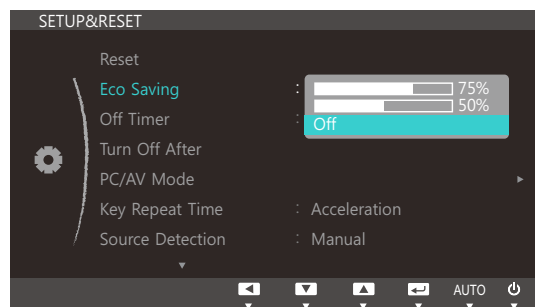 SETUP&RESET
Reset
Eco Saving : 75%
50%
Off Timer : Off
Turn Off After
PC/AV Mode
Key Repeat Time : Acceleration
Source Detection : Manual
AUTO